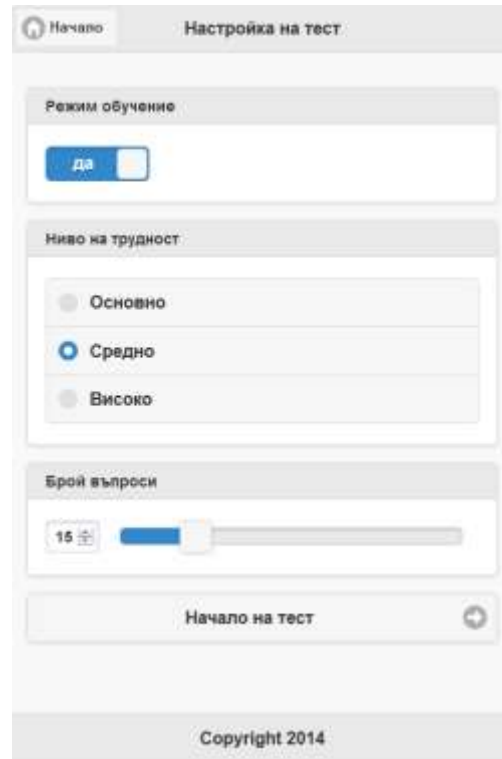 Начало
Настройка на тест
Режим обучение
да
Ниво на трудност
Основно
Средно
Високо
Брой въпроси
15
Начало на тест
Copyright 2014